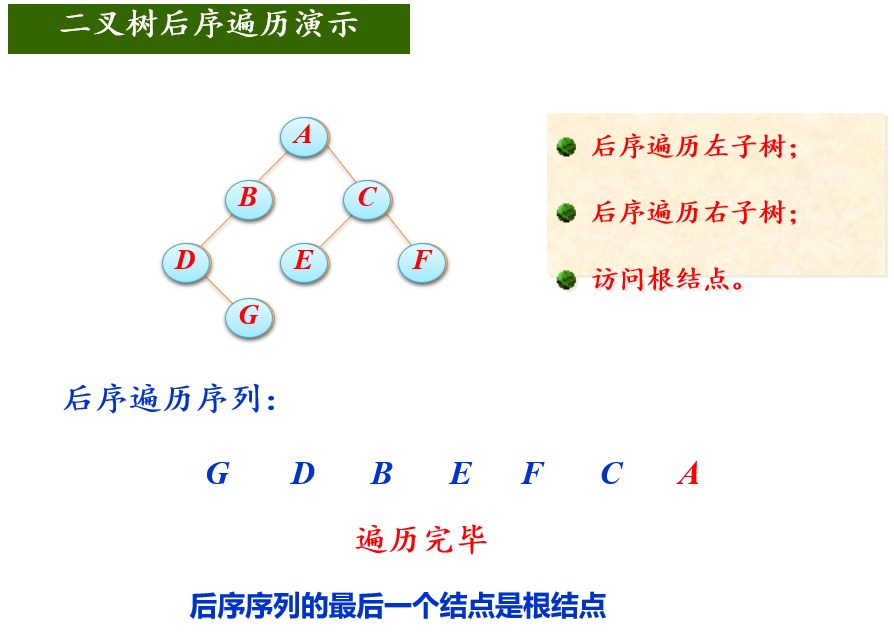 二叉树后序遍历演示
A
B
C
D
E
F
G
后序遍历左子树；
后序遍历右子树；
访问根结点。
后序遍历序列：
G D B E F C A
遍历完毕
后序序列的最后一个结点是根结点